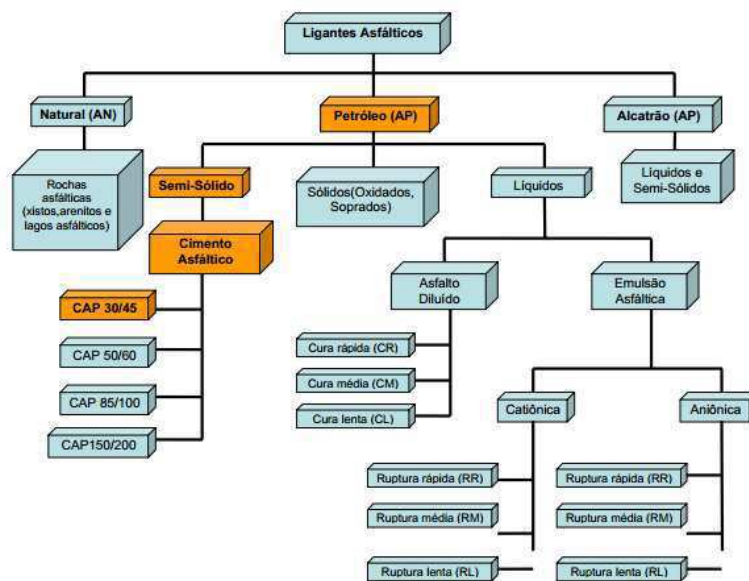 Ligantes Asfálticos
Natural (AN)
Petróleo (AP)
Alcatrão (AP)
Rochas
asfálticas
(xistos,arenitos e
lagos asfálticos)
Semi-Sólido
Sólidos(Oxidados,
Soprados)
Líquidos
Líquidos e
Semi-Sólidos
Cimento
Asfáltico
Asfalto
Diluído
Emulsão
Asfáltica
CAP 30/45
CAP 50/60
CAP 85/100
CAP150/200
Cura rápida (CR)
Cura média (CM)
Cura lenta (CL)
Catiônica
Aniônica
Ruptura rápida (RR)
Ruptura média (RM)
Ruptura lenta (RL)
Ruptura rápida (RR)
Ruptura média (RM)
Ruptura lenta (RL)